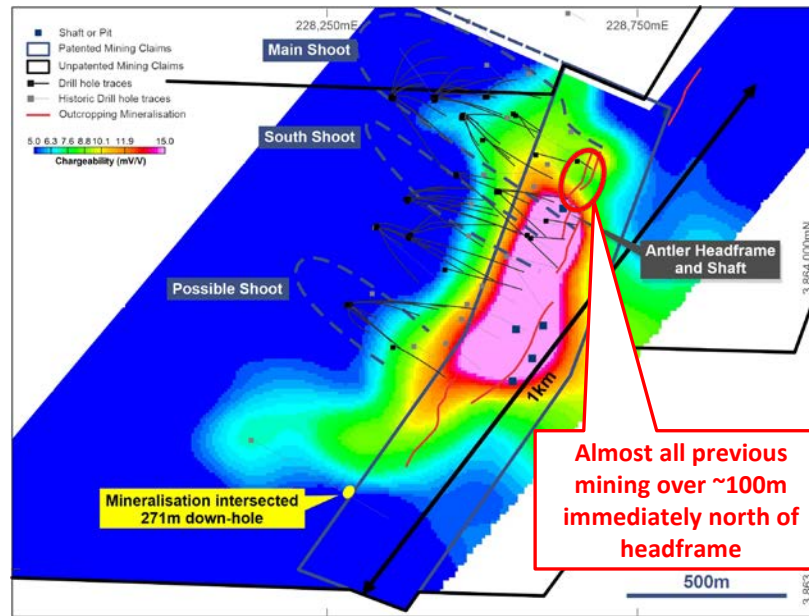 228,250mE
228,750mE
Shaft or Pit
Patented Mining Claims
Unpatented Mining Claims
Drill hole traces
Historic Drill hole traces
Outcropping Mineralisation
5.0 6.3 7.6 8.8 10.1 11.9 15.0
Chargeability (mV/V)
Main Shoot
South Shoot
Possible Shoot
Antler Headframe
and Shaft
3,864,000mN
1km
Mineralisation intersected
271m down-hole
Almost all previous
mining over ~100m
immediately north of
headframe
500m